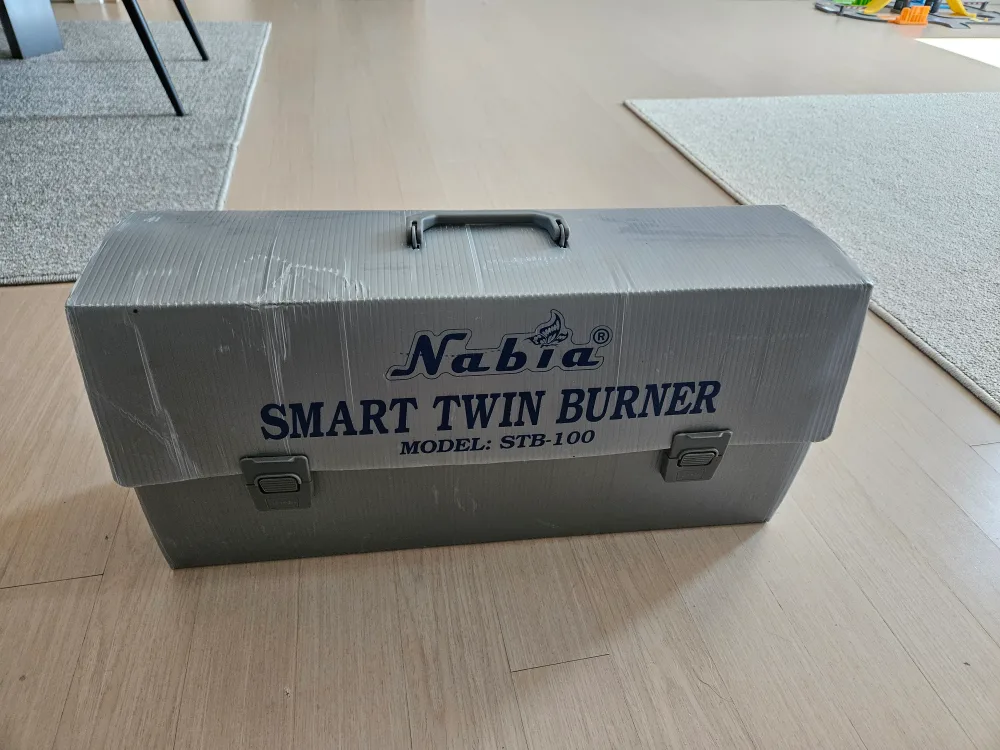 Nabia®
SMART TWIN BURNER
MODEL: STB-100